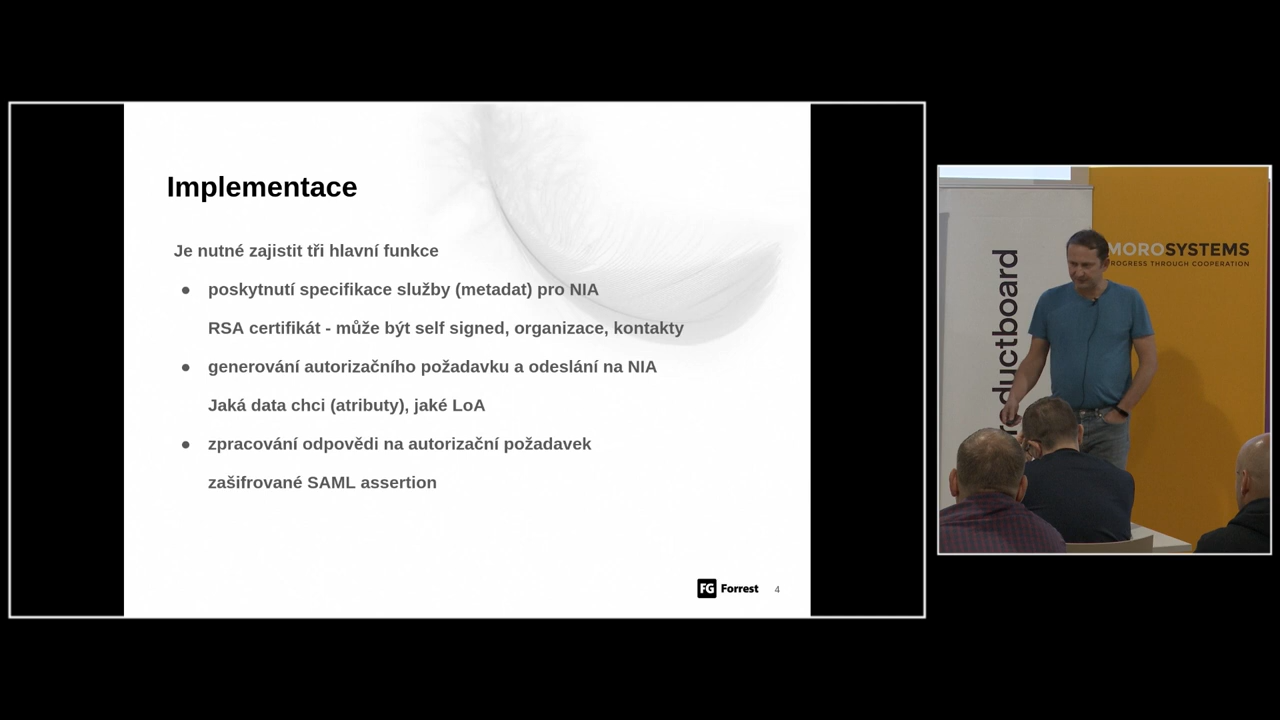 Implementace
Je nutné zajistit tři hlavní funkce
● poskytnutí specifikace služby (metadat) pro NIA
RSA certifikát - může být self signed, organizace, kontakty
● generování autorizačního požadavku a odeslání na NIA
Jaká data chci (atributy), jaké LoA
● zpracování odpovědi na autorizační požadavek
zašifrované SAML assertion
FG Forrest 4
ductboard
MOROSYSTEMS
PROGRESS THROUGH COOPERATION